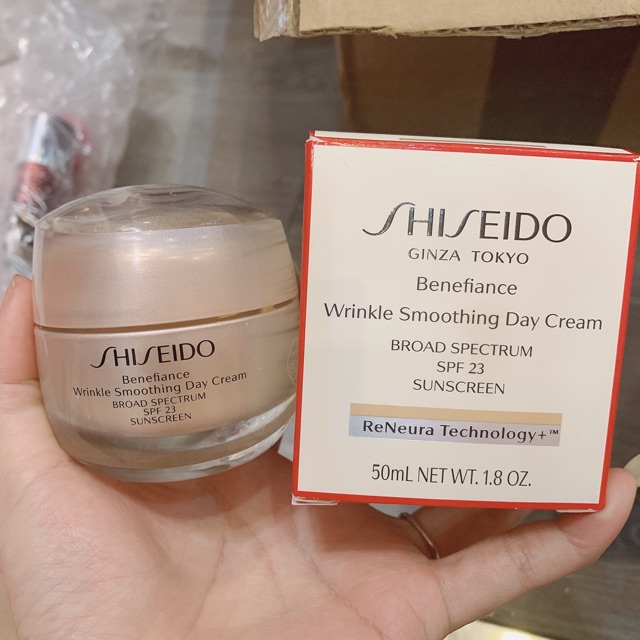 SHISEIDO
Benefiance
Wrinkle Smoothing Day Cream
BROAD SPECTRUM
SPF 23
SUNSCREEN
SHISEIDO
GINZA TOKYO
Benefiance
Wrinkle Smoothing Day Cream
BROAD SPECTRUM
SPF 23
SUNSCREEN
ReNeura Technology+™
50mL NET WT. 1.8 OZ.